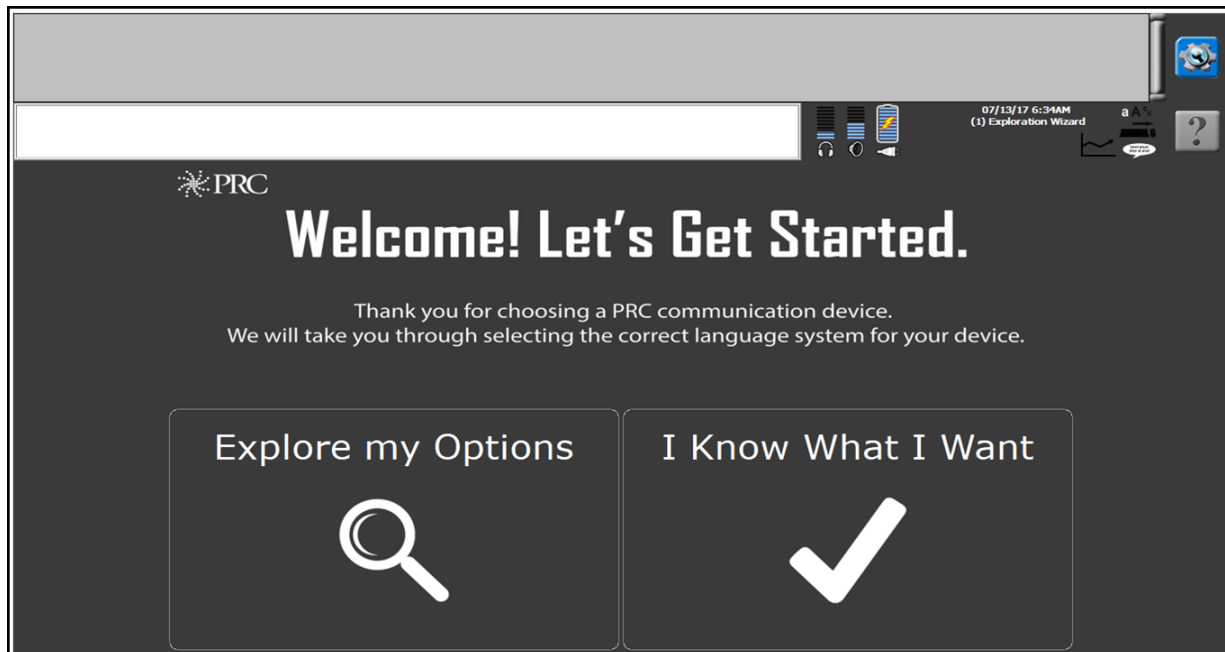 07/13/17 6:34AM
(1) Exploration Wizard
a A
?
PRC
Welcome! Let's Get Started.
Thank you for choosing a PRC communication device.
We will take you through selecting the correct language system for your device.
Explore my Options
I Know What I Want